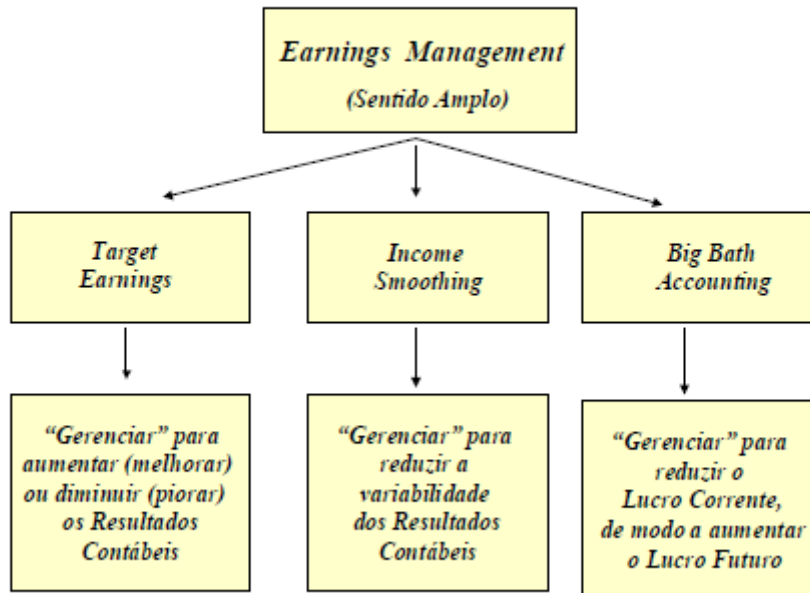 Earnings Management
(Sentido Amplo)
Target
Earnings
Income
Smoothing
Big Bath
Accounting
“Gerenciar” para
aumentar (melhorar)
ou diminuir (piorar)
os Resultados
Contábeis
“Gerenciar” para
reduzir a
variabilidade
dos Resultados
Contábeis
“Gerenciar” para
reduzir o
Lucro Corrente,
de modo a aumentar
o Lucro Futuro